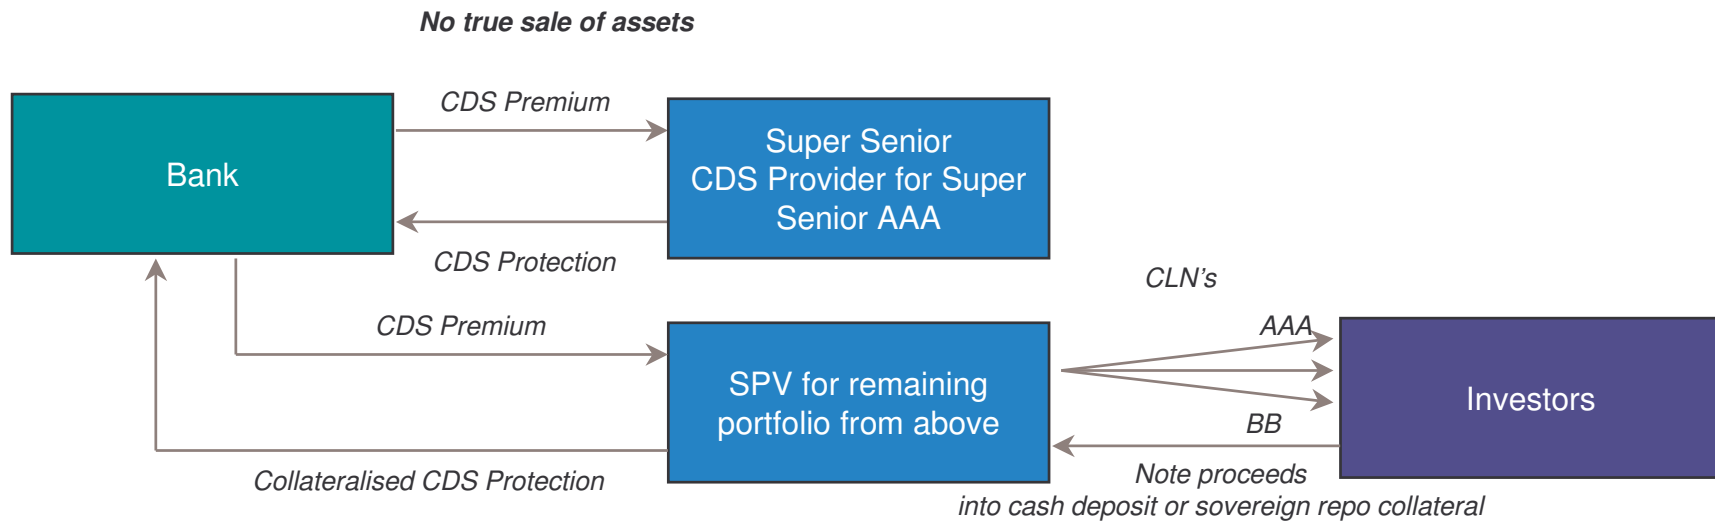 No true sale of assets
CDS Premium
Bank
Super Senior
CDS Provider for Super
Senior AAA
CDS Protection
CLN's
CDS Premium
AAA
SPV for remaining
portfolio from above
Investors
BB
Collateralised CDS Protection
Note proceeds
into cash deposit or sovereign repo collateral